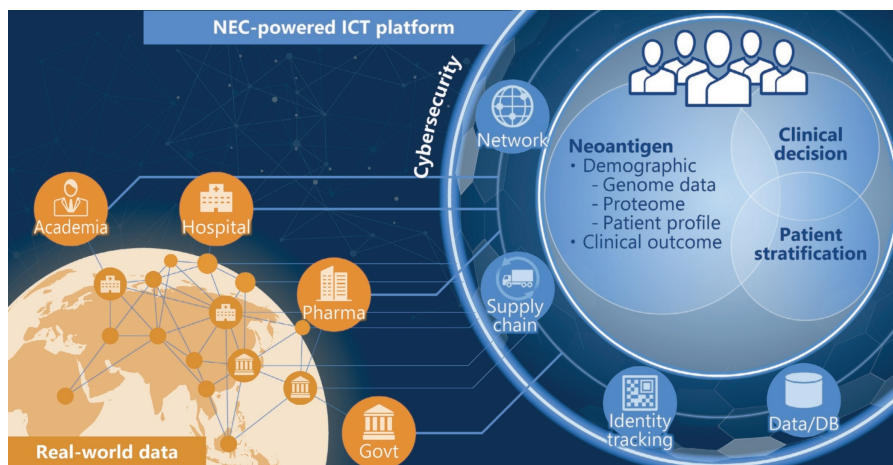 NEC-powered ICT platform
Cybersecurity
Network
Neoantigen
・Demographic
- Genome data
- Proteome
- Patient profile
・Clinical outcome
Clinical
decision
Patient
stratification
Academia
Hospital
Pharma
Supply
chain
Govt
Identity
tracking
Data/DB
Real-world data